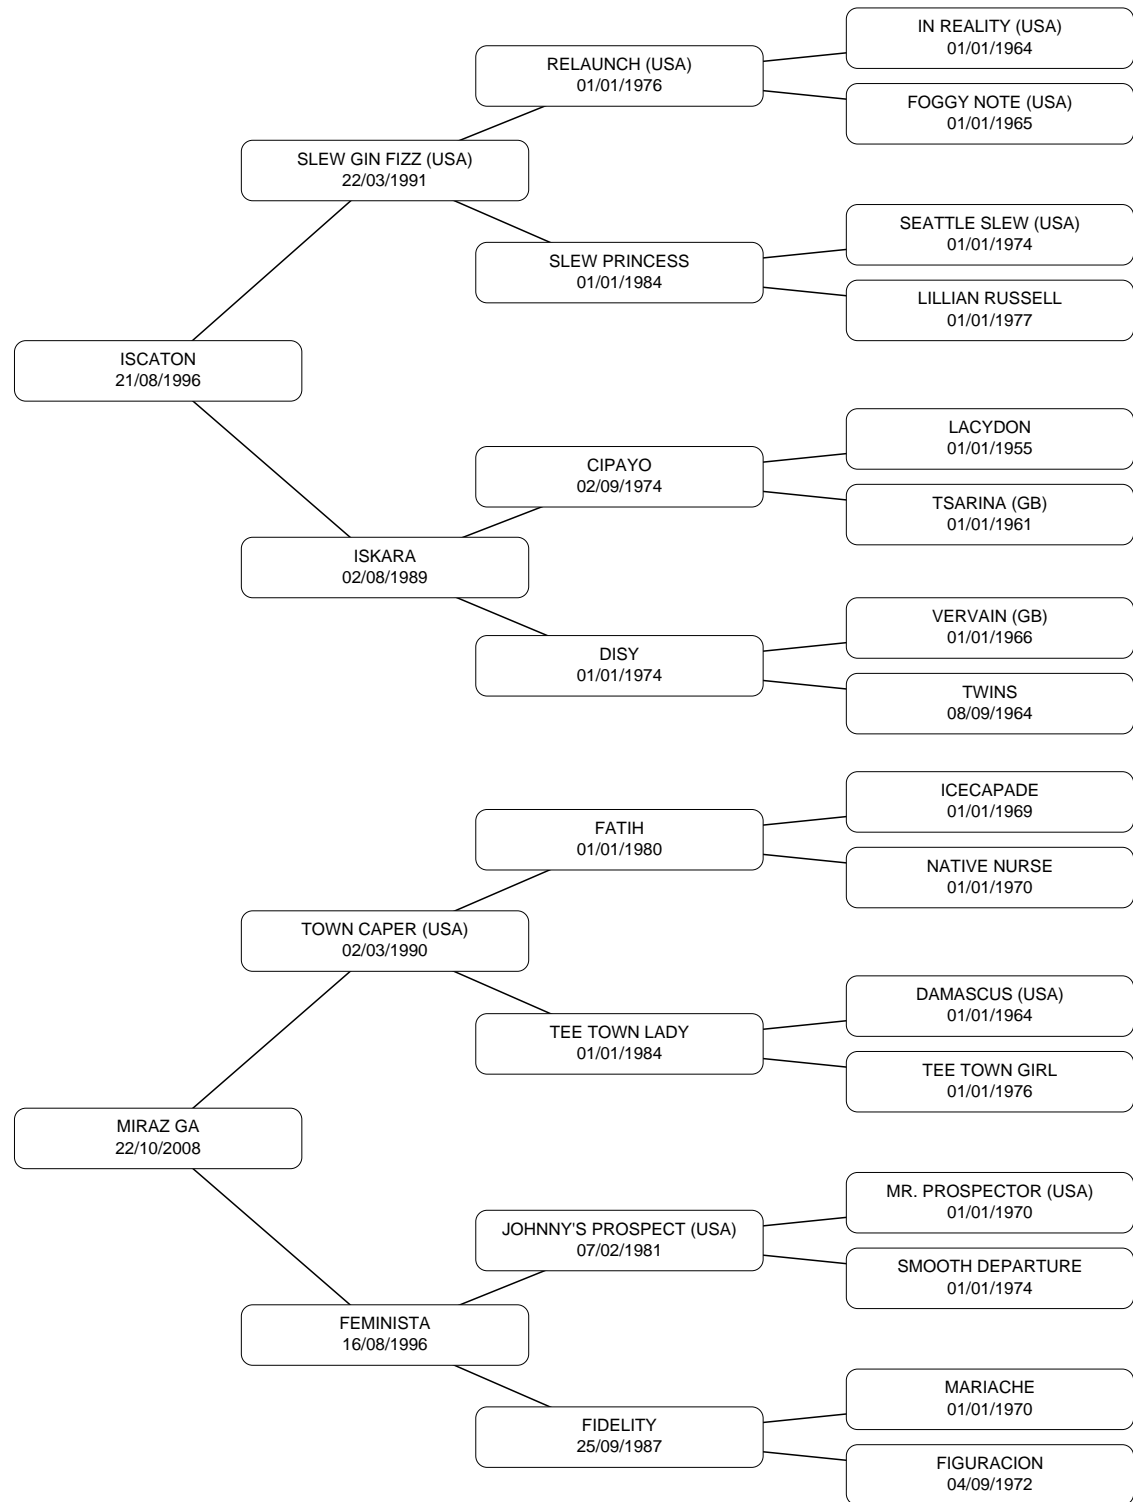 IN REALITY (USA)
01/01/1964
RELAUNCH (USA)
01/01/1976
FOGGY NOTE (USA)
01/01/1965
SLEW GIN FIZZ (USA)
22/03/1991
SEATTLE SLEW (USA)
01/01/1974
SLEW PRINCESS
01/01/1984
LILLIAN RUSSELL
01/01/1977
ISCATON
21/08/1996
LACYDON
01/01/1955
CIPAYO
02/09/1974
TSARINA (GB)
01/01/1961
ISKARA
02/08/1989
VERVAIN (GB)
01/01/1966
DISY
01/01/1974
TWINS
08/09/1964
ICECAPADE
01/01/1969
FATIH
01/01/1980
NATIVE NURSE
01/01/1970
TOWN CAPER (USA)
02/03/1990
DAMASCUS (USA)
01/01/1964
TEE TOWN LADY
01/01/1984
TEE TOWN GIRL
01/01/1976
MIRAZ GA
22/10/2008
MR. PROSPECTOR (USA)
01/01/1970
JOHNNY'S PROSPECT (USA)
07/02/1981
SMOOTH DEPARTURE
01/01/1974
FEMINISTA
16/08/1996
MARIACHE
01/01/1970
FIDELITY
25/09/1987
FIGURACION
04/09/1972